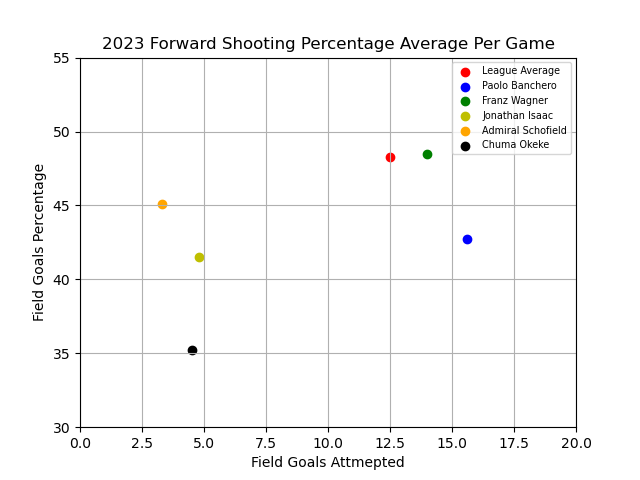 2023 Forward Shooting Percentage Average Per Game
55
50
45
40
35
30
Field Goals Percentage
League Average
Paolo Banchero
Franz Wagner
Jonathan Isaac
Admiral Schofield
Chuma Okeke
0.0 2.5 5.0 7.5 10.0 12.5 15.0 17.5 20.0
Field Goals Attmepted